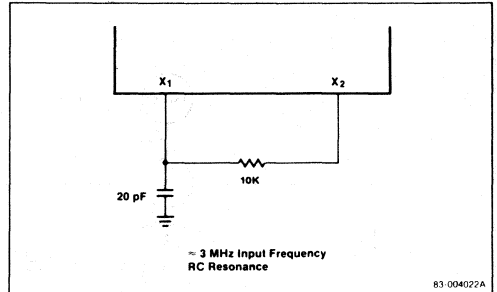 X1 X2
10K
20 pF
≈ 3 MHz Input Frequency
RC Resonance
83-004022A